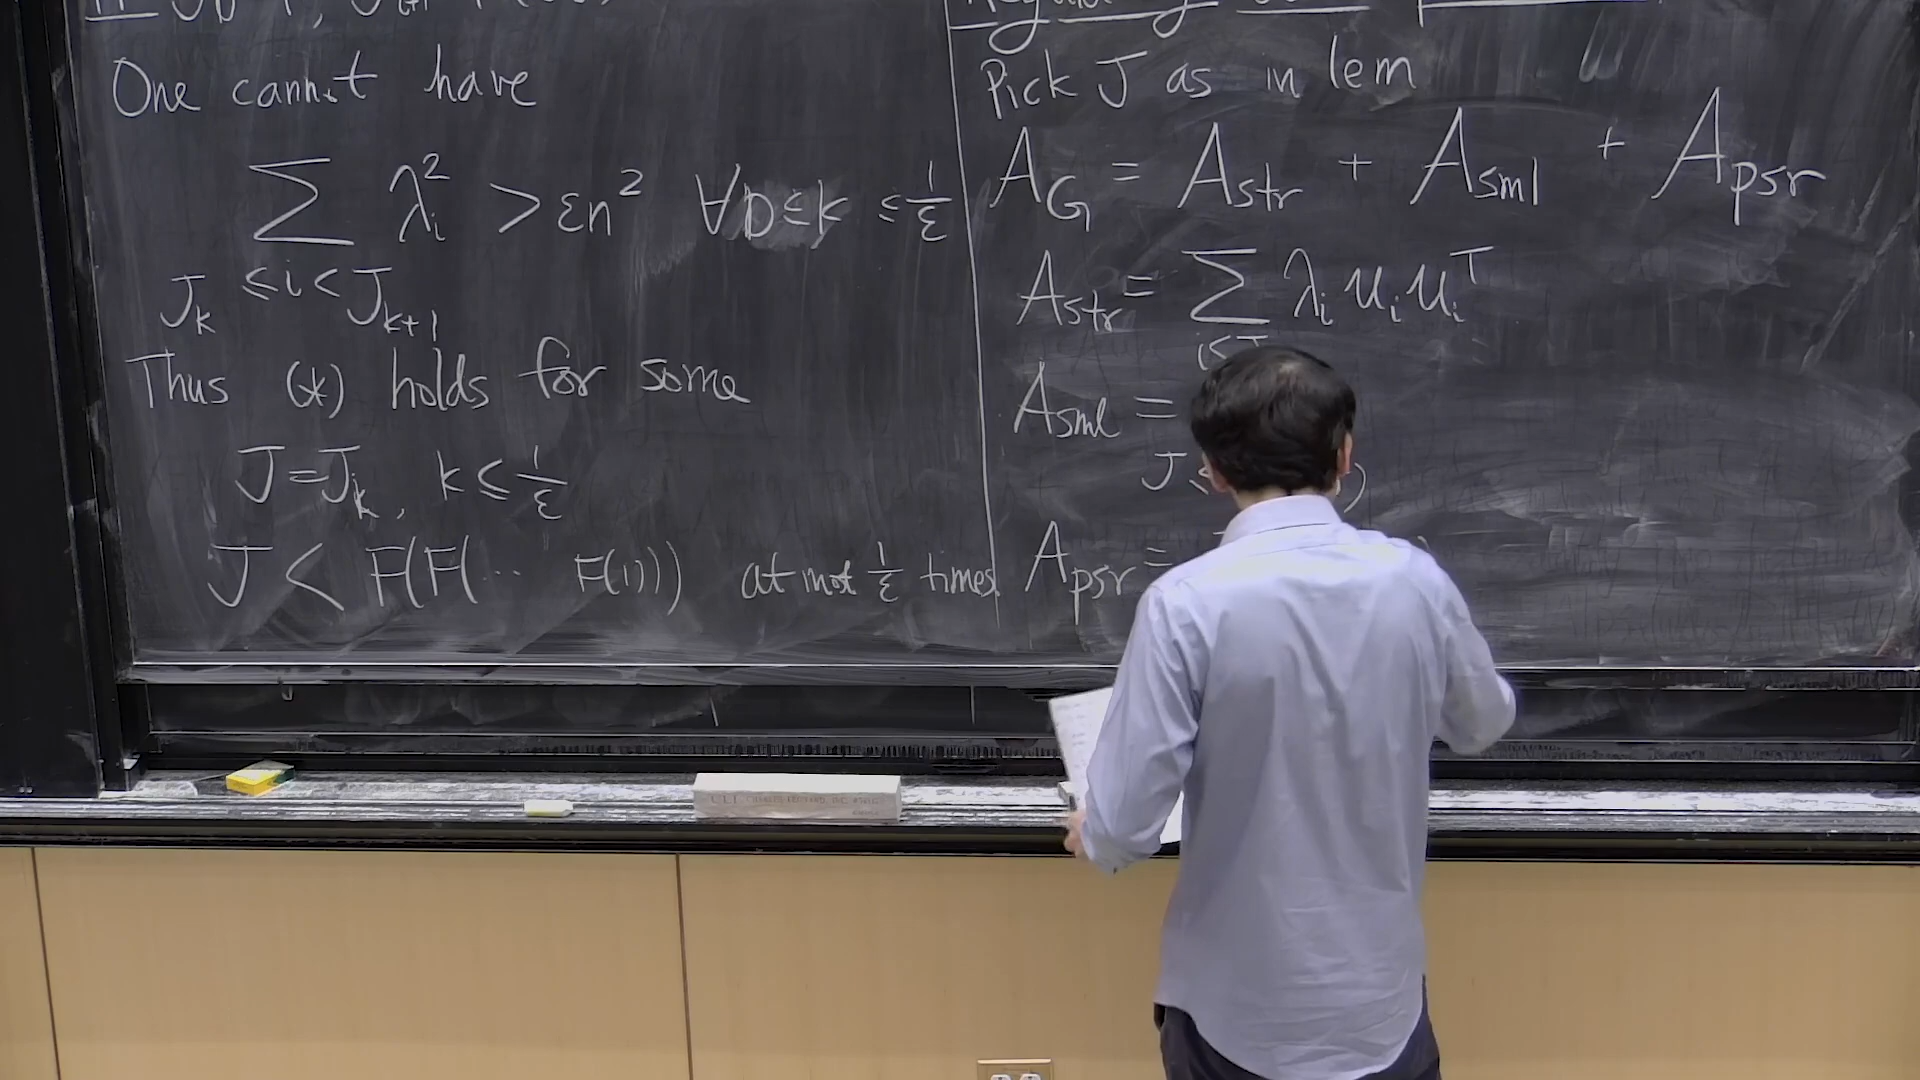 One cannot have
∑ λ_i^2 > εn^2 ∀ 0 ≤ k ≤ 1/ε
J_k ≤ i < J_{k+1}
Thus (*) holds for some
J = J_k, k ≤ 1/ε
J < F(F(... F(1))) at most 1/ε times.
Pick J as in lem
A_G = A_str + A_sml + A_psr
A_str = ∑ λ_i u_i u_i^T
A_sml =
J ≤
A_psr =